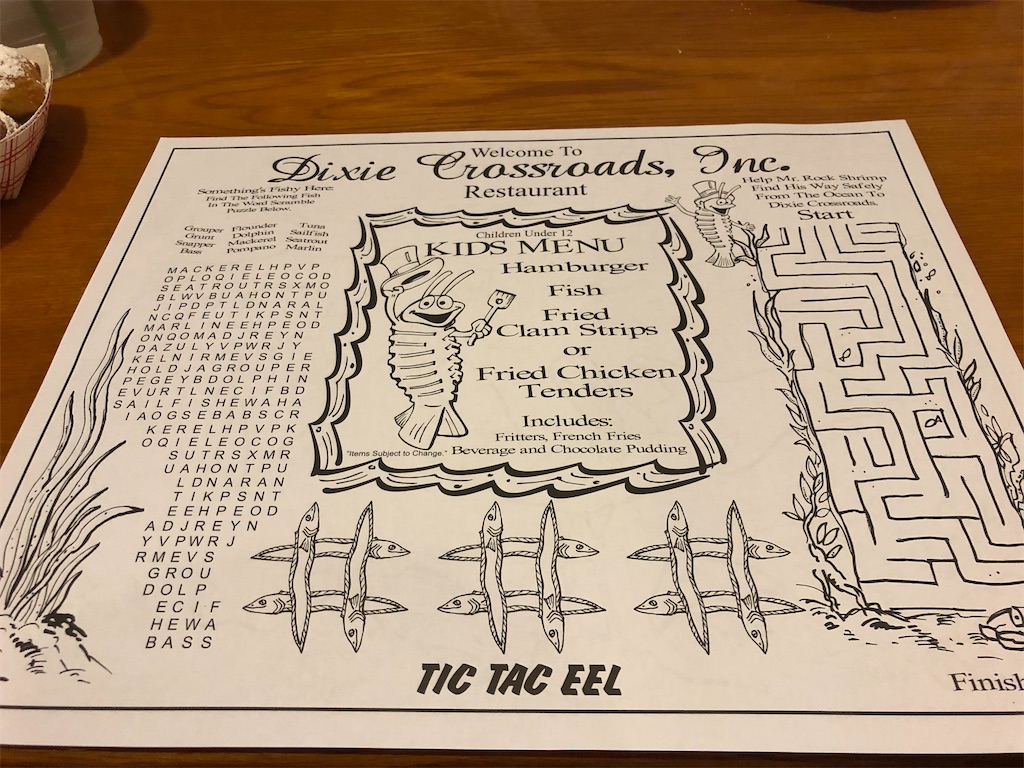 Welcome To
Dixie Crossroads, Inc.
Restaurant
Something's Fishy Here:
Find The Following Fish
In The Word Scramble
Puzzle Below.
Grouper Flounder Tuna
Grunt Dolphin Sailfish
Snapper Mackerel Seatrout
Bass Pompano Marlin
MACKERELHPVP
OPLOQIELEOCOD
SEATROUTRSXMO
BLWVBUAHONTPU
IJPDPTLDNARAL
NCQFEUTIKPSNT
MARLINEEHPEOD
ONQOMADJREYN
DAZULYVPWRJY
KELNIRMEVSGIE
HOLDJAGROUPER
PEGEYBDOLPHIN
EVURTLNECIFBD
SAILFISHEWAHA
IAOGSEBABSCR
KERELHPVPK
OQIELEOCOG
SUTRSXMR
UAHONTPU
LDNARAN
TIKPSNT
EEHPEOD
ADJREYN
YVPWRJ
RMEVS
GROU
DOLP
ECIF
HEWA
BASS
Children Under 12
KIDS MENU
Hamburger
Fish
Fried
Clam Strips
or
Fried Chicken
Tenders
Includes:
Fritters, French Fries
"Items Subject to Change." Beverage and Chocolate Pudding
Help Mr. Rock Shrimp
Find His Way Safely
From The Ocean To
Dixie Crossroads.
Start
Finish
TIC TAC EEL